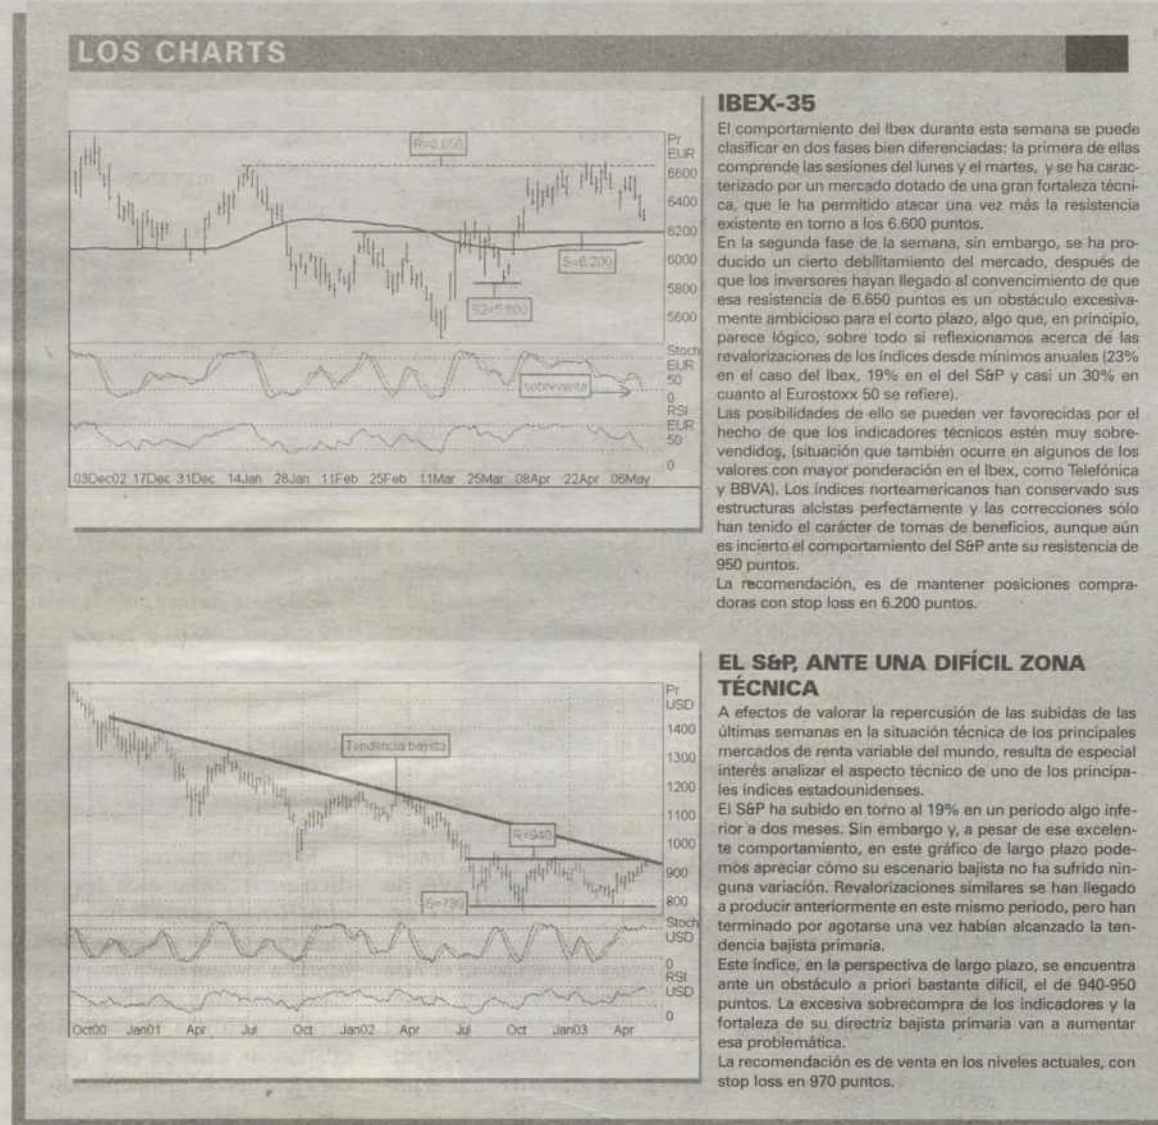 LOS CHARTS
R=6.650
S=6.200
S2=5.800
Pr
EUR
6600
6400
6200
6000
5800
5600
Stoch
EUR
50
0
RSI
EUR
50
0
sobreventa
03Dec02 17Dec 31Dec 14Jan 28Jan 11Feb 25Feb 11Mar 25Mar 08Apr 22Apr 06May
IBEX-35
El comportamiento del Ibex durante esta semana se puede
clasificar en dos fases bien diferenciadas: la primera de ellas
comprende las sesiones del lunes y el martes, y se ha carac-
terizado por un mercado dotado de una gran fortaleza técni-
ca, que le ha permitido atacar una vez más la resistencia
existente en torno a los 6.600 puntos.
En la segunda fase de la semana, sin embargo, se ha pro-
ducido un cierto debilitamiento del mercado, después de
que los inversores hayan llegado al convencimiento de que
esa resistencia de 6.650 puntos es un obstáculo excesiva-
mente ambicioso para el corto plazo, algo que, en principio,
parece lógico, sobre todo si reflexionamos acerca de las
revalorizaciones de los índices desde mínimos anuales (23%
en el caso del Ibex, 19% en el del S&P y casi un 30% en
cuanto al Eurostoxx 50 se refiere).
Las posibilidades de ello se pueden ver favorecidas por el
hecho de que los indicadores técnicos estén muy sobre-
vendidos, (situación que también ocurre en algunos de los
valores con mayor ponderación en el Ibex, como Telefónica
y BBVA). Los índices norteamericanos han conservado sus
estructuras alcistas perfectamente y las correcciones sólo
han tenido el carácter de tomas de beneficios, aunque aún
es incierto el comportamiento del S&P ante su resistencia de
950 puntos.
La recomendación, es de mantener posiciones compra-
doras con stop loss en 6.200 puntos.
Tendencia bajista
R=940
Pr
USD
1400
1300
1200
1100
1000
900
800
Stoch
USD
0
RSI
USD
0
Oct00 Jan01 Apr Jul Oct Jan02 Apr Jul Oct Jan03 Apr
EL S&P, ANTE UNA DIFÍCIL ZONA
TÉCNICA
A efectos de valorar la repercusión de las subidas de las
últimas semanas en la situación técnica de los principales
mercados de renta variable del mundo, resulta de especial
interés analizar el aspecto técnico de uno de los principa-
les índices estadounidenses.
El S&P ha subido en torno al 19% en un período algo infe-
rior a dos meses. Sin embargo y, a pesar de ese excelen-
te comportamiento, en este gráfico de largo plazo pode-
mos apreciar cómo su escenario bajista no ha sufrido nin-
guna variación. Revalorizaciones similares se han llegado
a producir anteriormente en este mismo período, pero han
terminado por agotarse una vez habían alcanzado la ten-
dencia bajista primaria.
Este índice, en la perspectiva de largo plazo, se encuentra
ante un obstáculo a priori bastante difícil, el de 940-950
puntos. La excesiva sobrecompra de los indicadores y la
fortaleza de su directriz bajista primaria van a aumentar
esa problemática.
La recomendación es de venta en los niveles actuales, con
stop loss en 970 puntos.